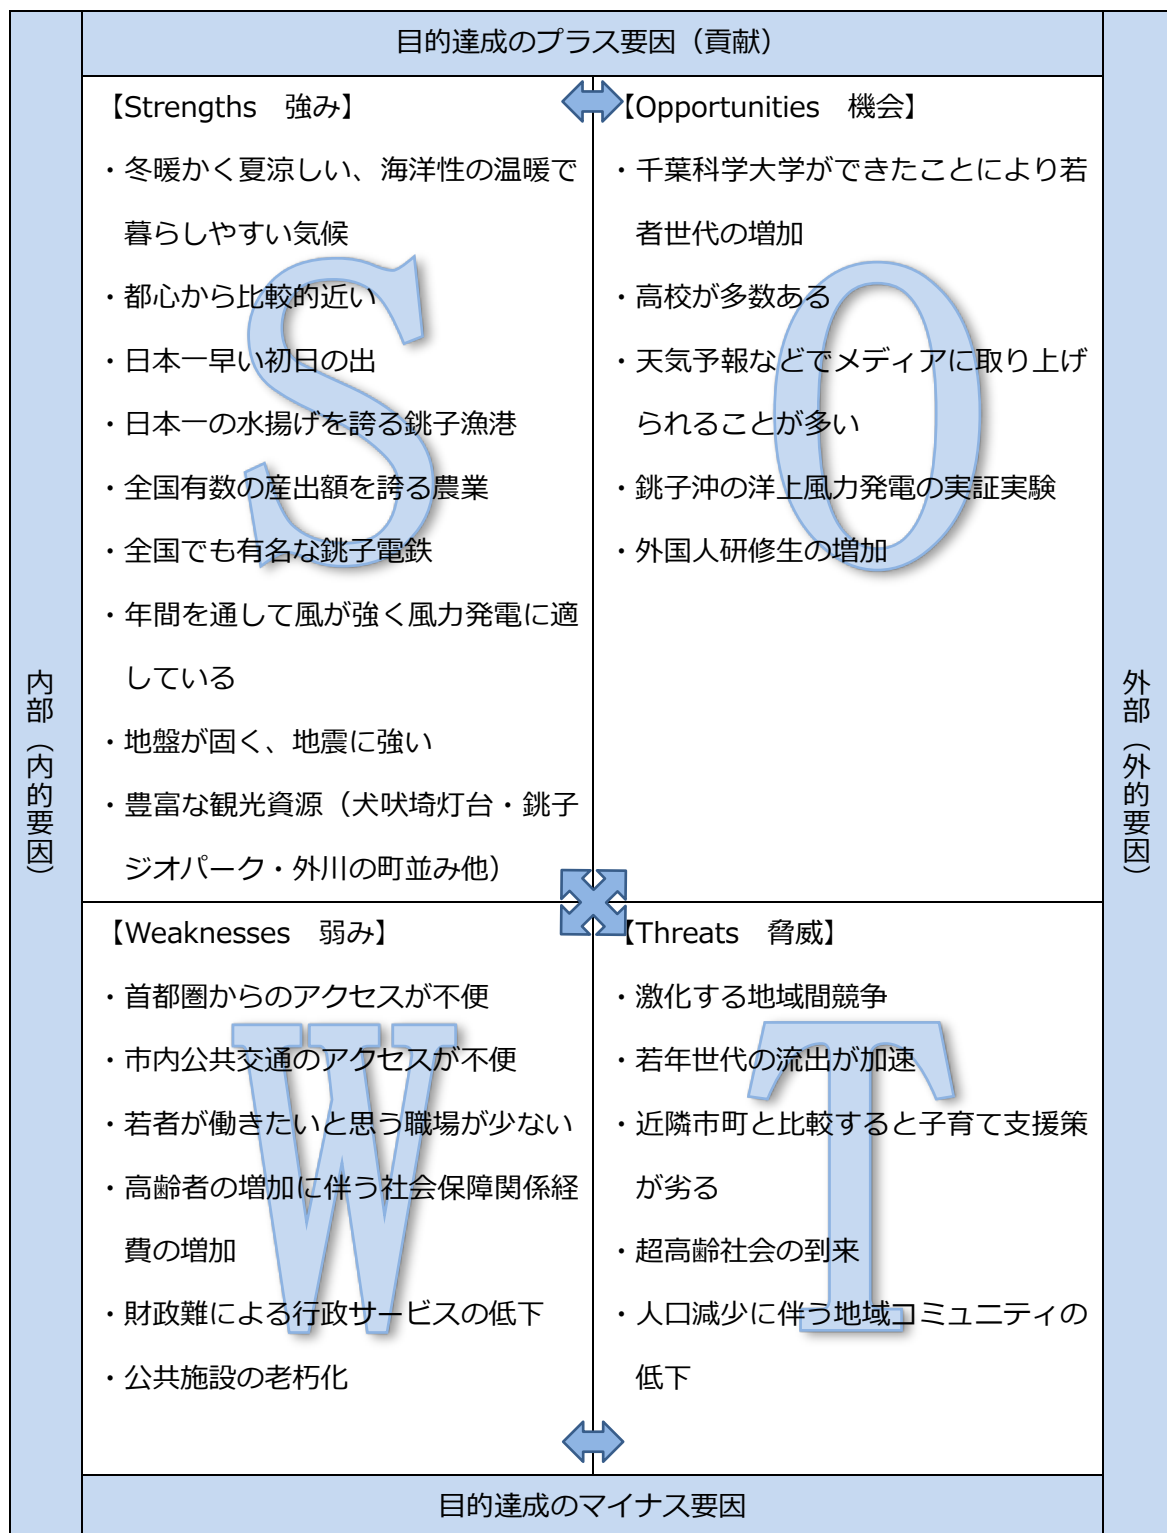 目的達成のプラス要因（貢献）
内部（内的要因）
【Strengths　強み】
・冬暖かく夏涼しい、海洋性の温暖で
暮らしやすい気候
・都心から比較的近い
・日本一早い初日の出
・日本一の水揚げを誇る銚子漁港
・全国有数の産出額を誇る農業
・全国でも有名な銚子電鉄
・年間を通して風が強く風力発電に適
している
・地盤が固く、地震に強い
・豊富な観光資源（犬吠埼灯台・銚子
ジオパーク・外川の町並み他）
S
【Opportunities　機会】
・千葉科学大学ができたことにより若
者世代の増加
・高校が多数ある
・天気予報などでメディアに取り上げ
られることが多い
・銚子沖の洋上風力発電の実証実験
・外国人研修生の増加
O
【Weaknesses　弱み】
・首都圏からのアクセスが不便
・市内公共交通のアクセスが不便
・若者が働きたいと思う職場が少ない
・高齢者の増加に伴う社会保障関係経
費の増加
・財政難による行政サービスの低下
・公共施設の老朽化
W
【Threats　脅威】
・激化する地域間競争
・若年世代の流出が加速
・近隣市町と比較すると子育て支援策
が劣る
・超高齢社会の到来
・人口減少に伴う地域コミュニティの
低下
T
外部（外的要因）
目的達成のマイナス要因